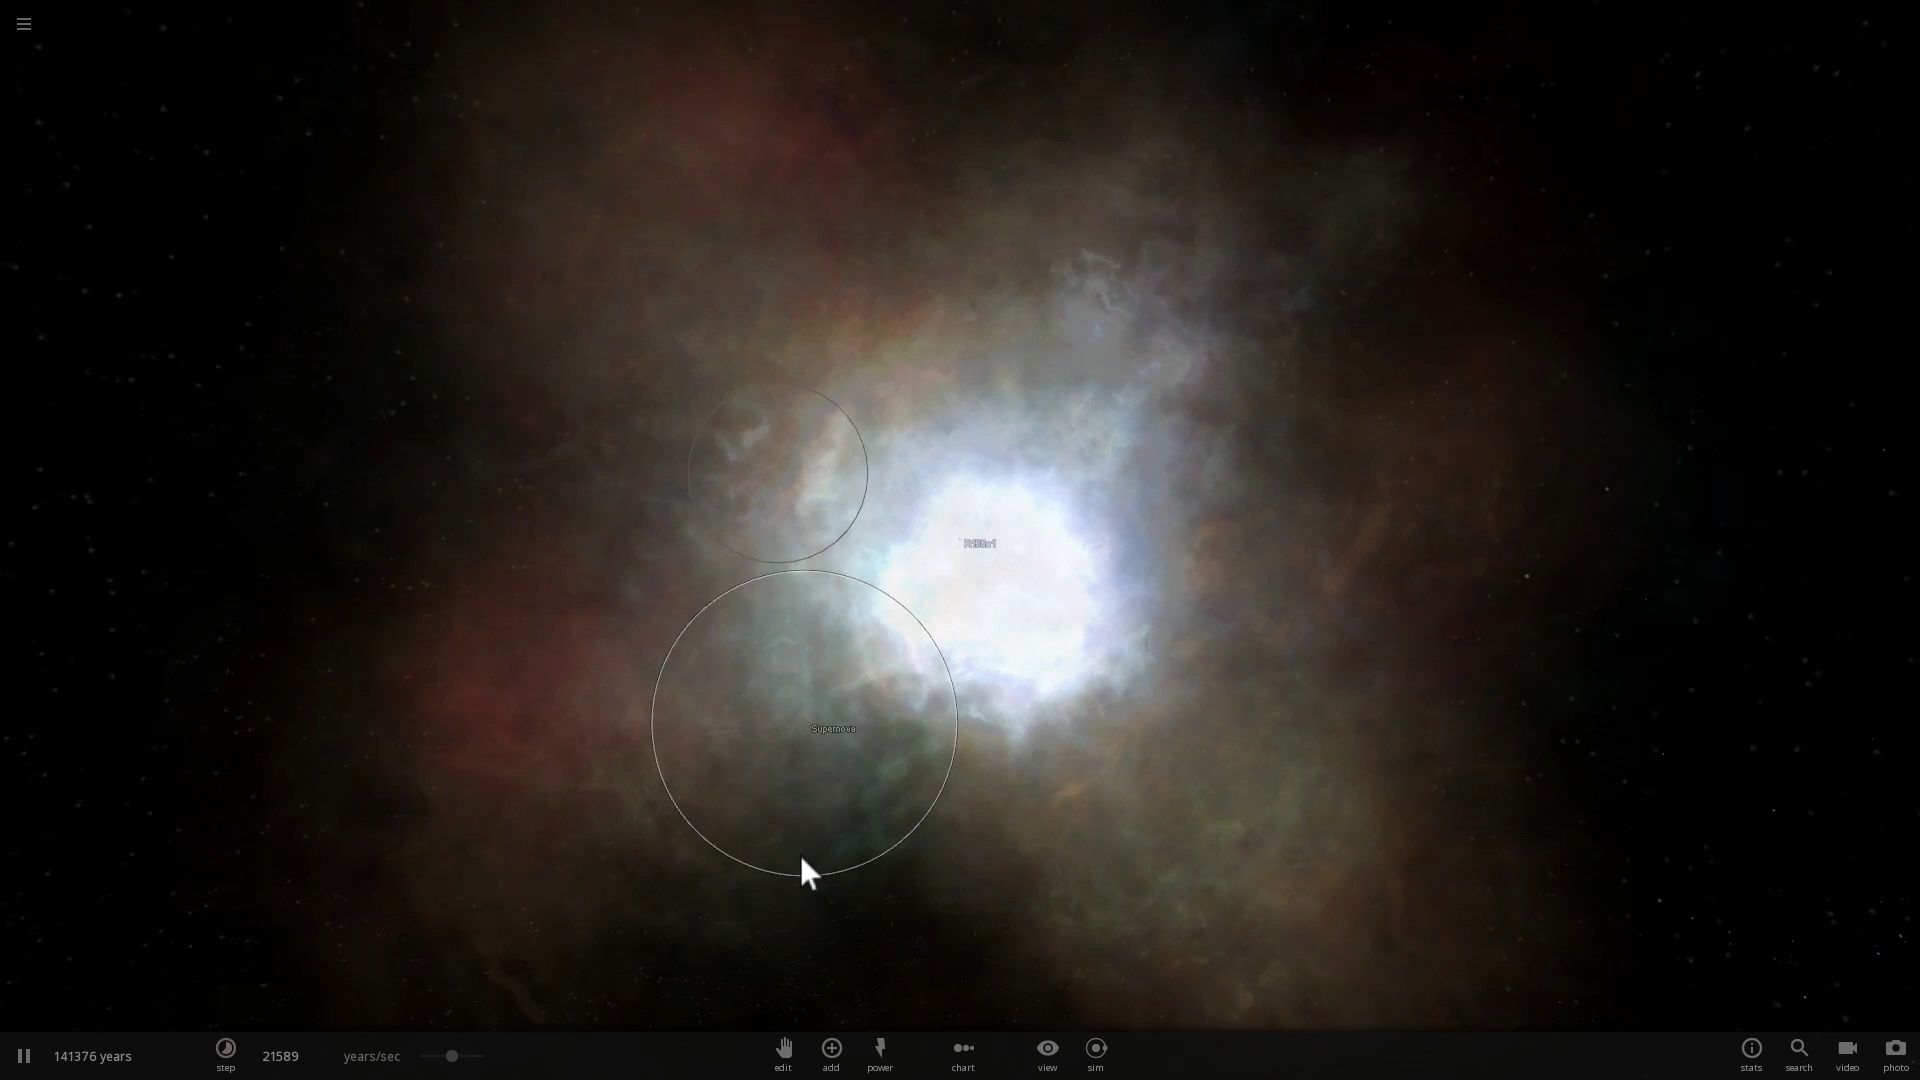 Supernova
141376 years
step
21589
years/sec
edit
add
power
chart
view
sim
stats
search
video
photo